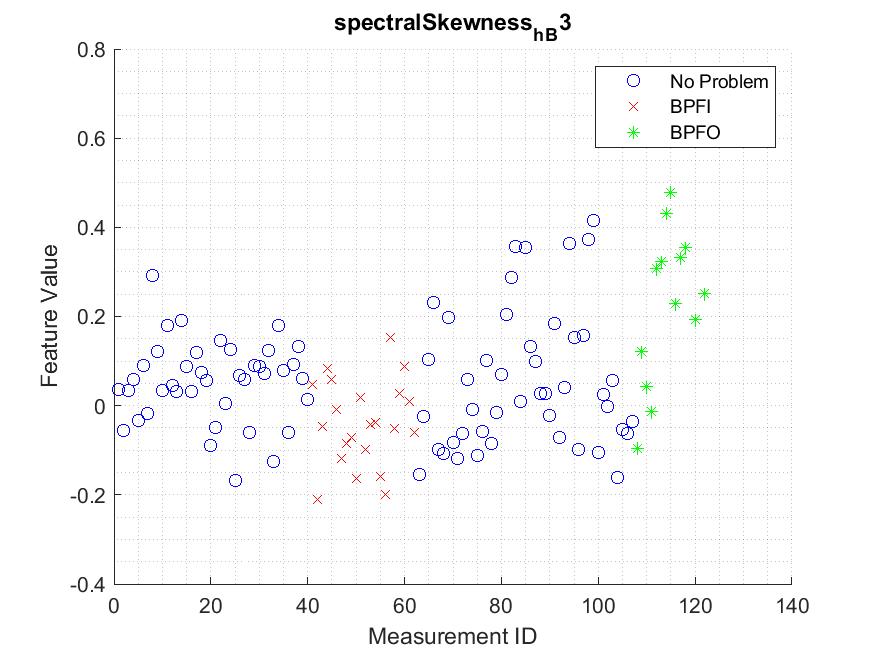 spectralSkewness_hB3
0.8
0.6
0.4
0.2
0
-0.2
-0.4
0 20 40 60 80 100 120 140
Feature Value
Measurement ID
No Problem
BPFI
BPFO